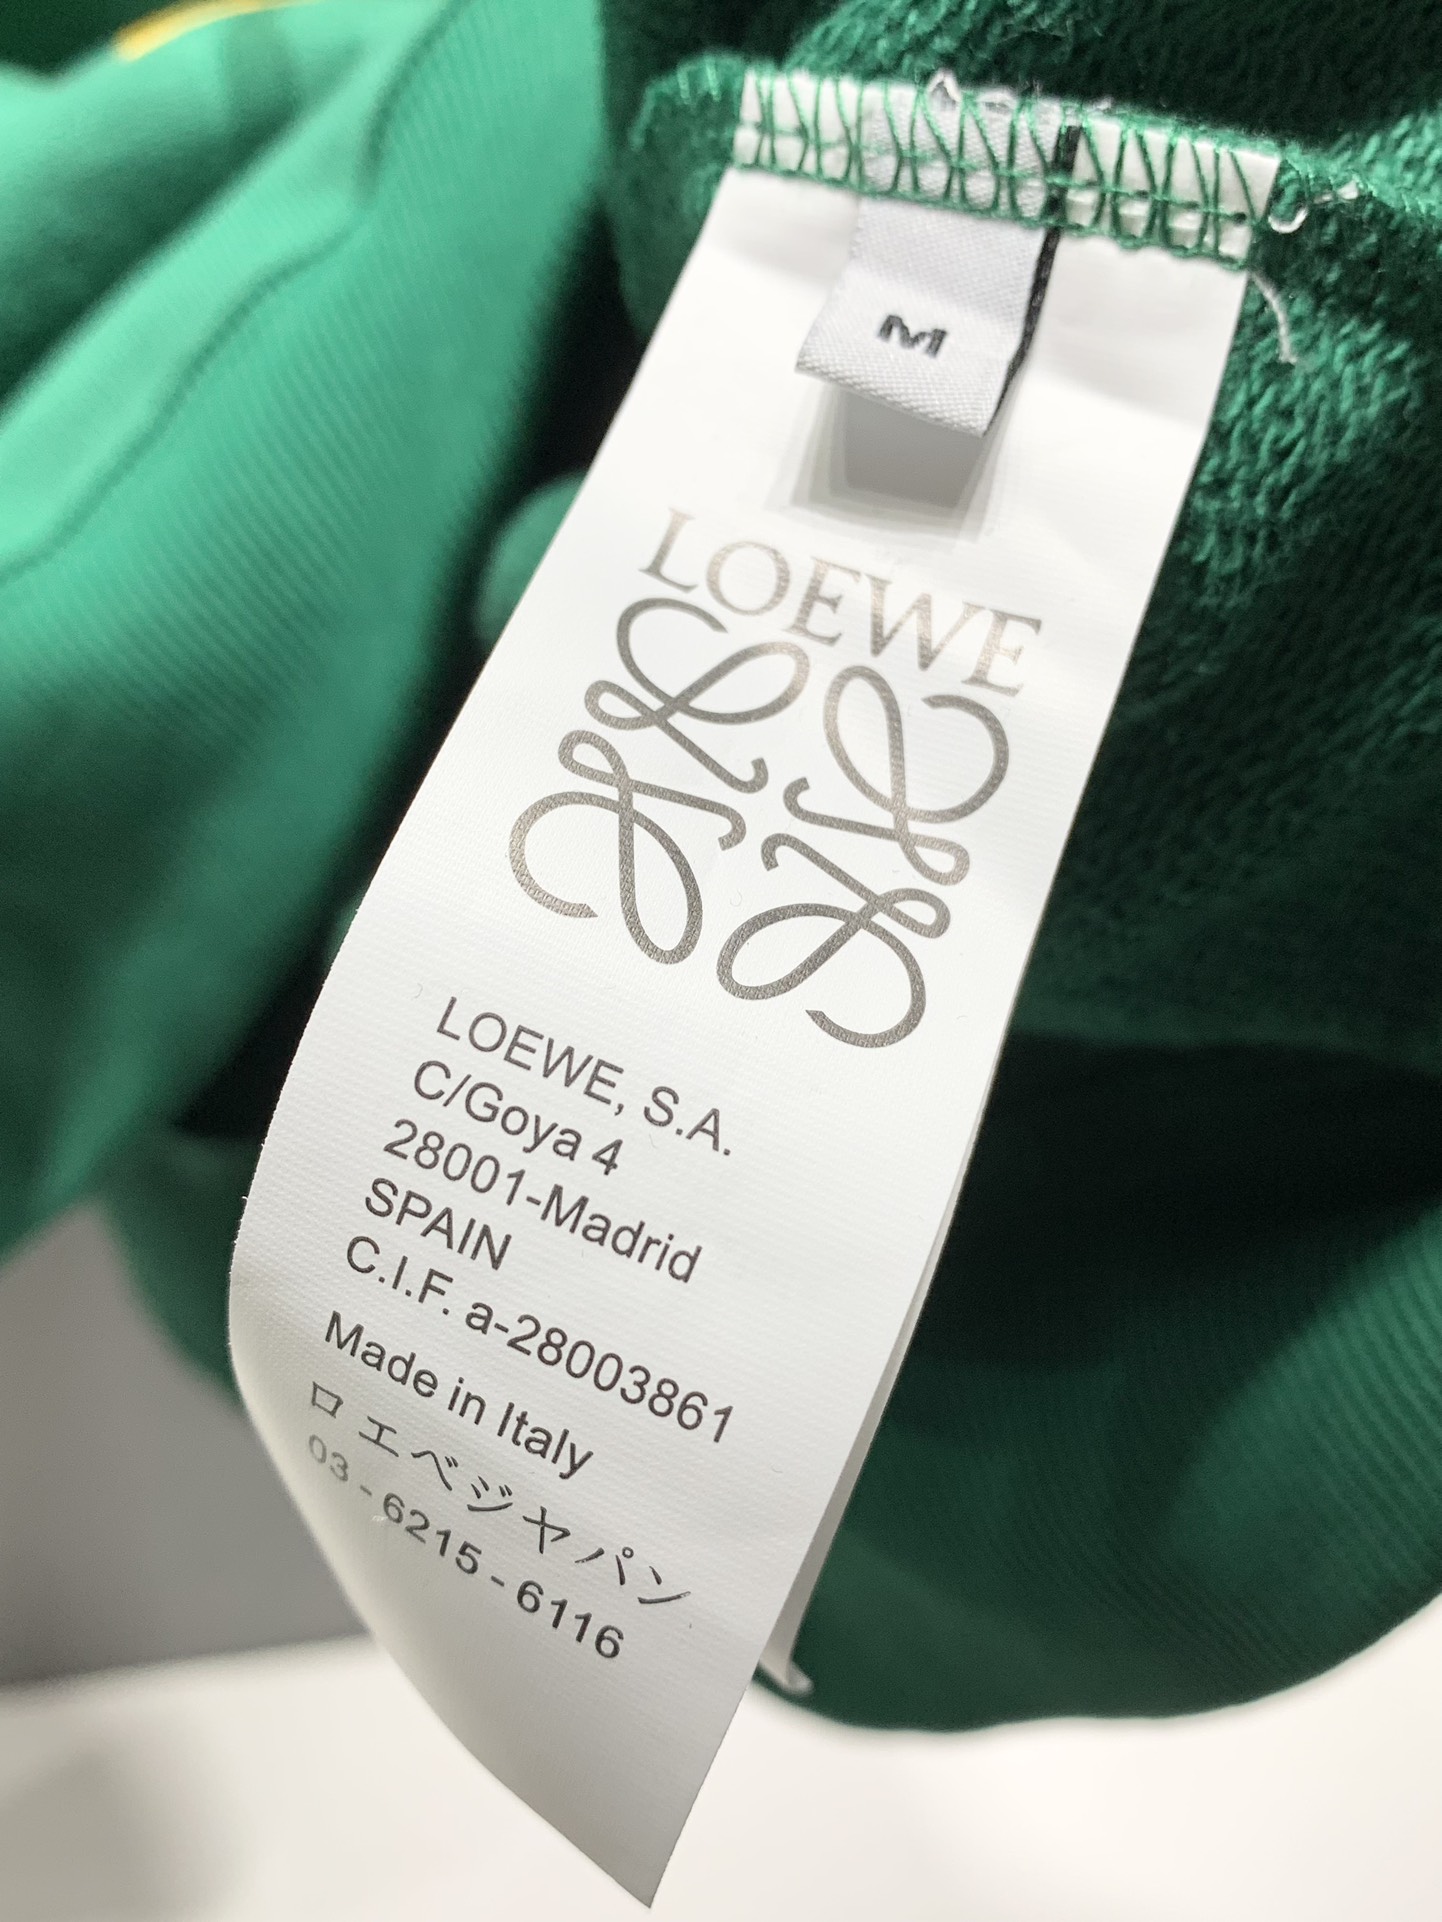 M
LOEWE
LOEWE, S.A.
C/Goya 4
28001-Madrid
SPAIN
C.I.F. a-28003861
Made in Italy
ロエベジャパン
03-6215-6116